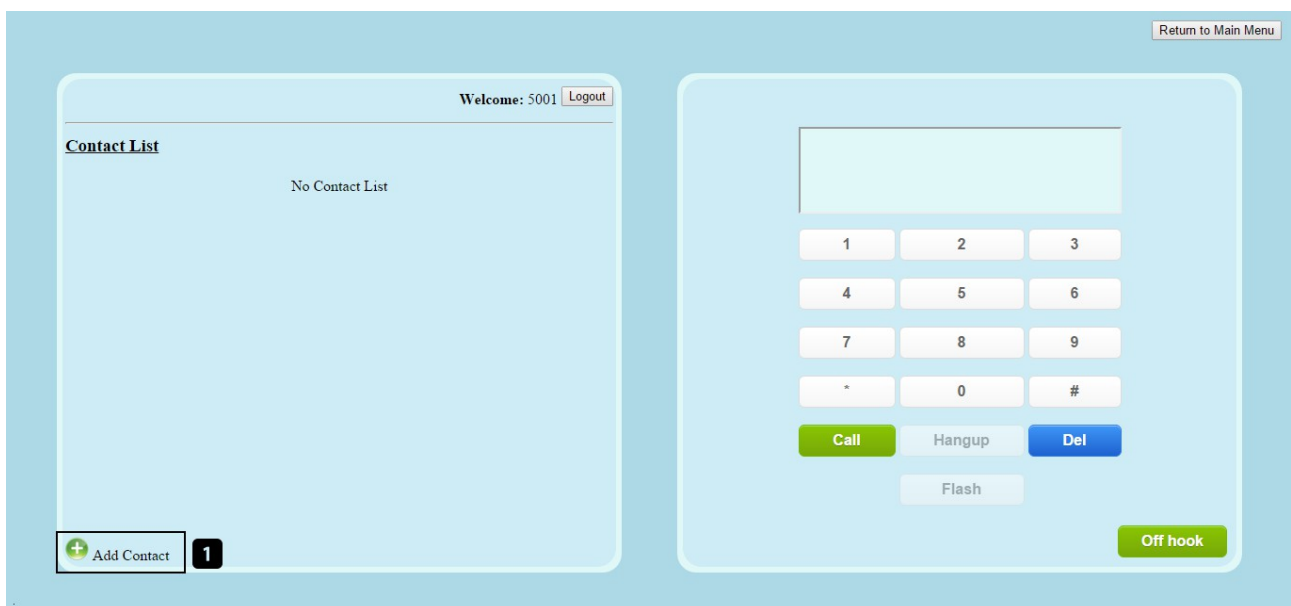 Return to Main Menu
Welcome: 5001 Logout
Contact List
No Contact List
Add Contact 1
1 2 3
4 5 6
7 8 9
* 0 #
Call Hangup Del
Flash
Off hook